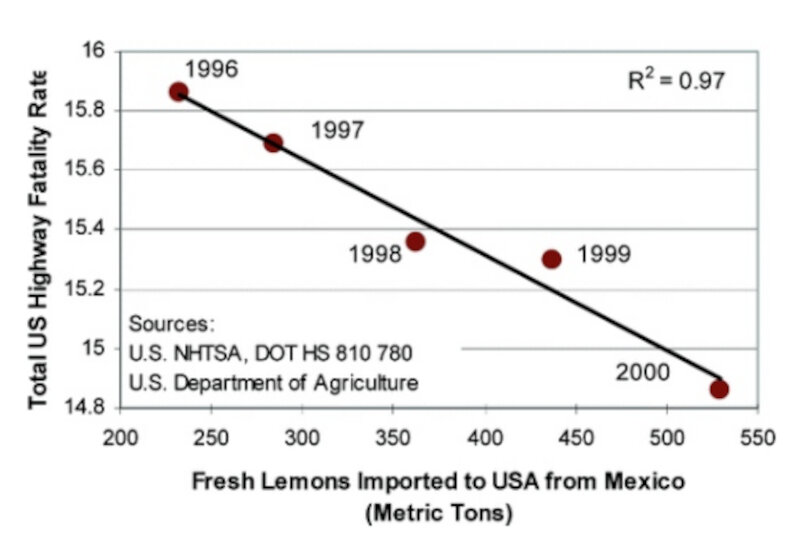 Total US Highway Fatality Rate
16
15.8
15.6
15.4
15.2
15
14.8
1996
1997
1998
1999
2000
R² = 0.97
Sources:
U.S. NHTSA, DOT HS 810 780
U.S. Department of Agriculture
200
250
300
350
400
450
500
550
Fresh Lemons Imported to USA from Mexico
(Metric Tons)